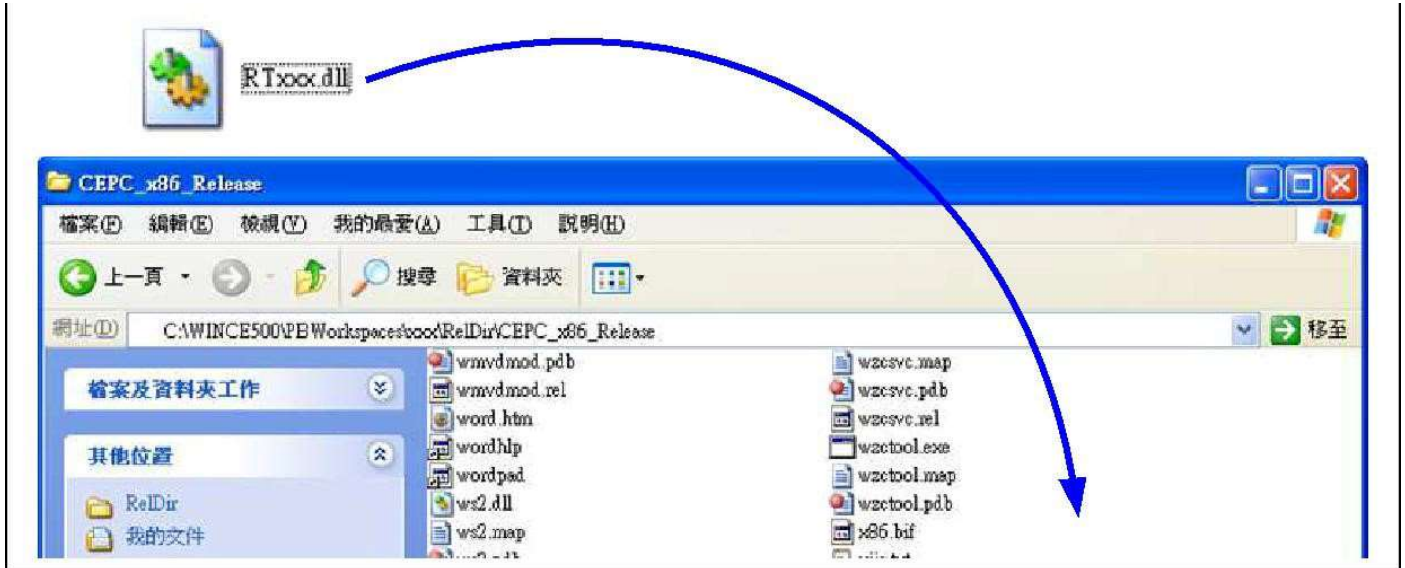 RTxxx.dll
CEPC_x86_Release
檔案(F) 編輯(E) 檢視(V) 我的最愛(A) 工具(T) 說明(H)
上一頁 搜尋 資料夾
網址(D) C:\WINCE500\PBWorkspaces\xxx\RelDir\CEPC_x86_Release 移至
檔案及資料夾工作
其他位置
RelDir
我的文件
wmvdmod.pdb
wmvdmod.rel
word.htm
wordhlp
wordpad
ws2.dll
ws2.map
wzcsvc.map
wzcsvc.pdb
wzcsvc.rel
wzctool.exe
wzctool.map
wzctool.pdb
x86.bif